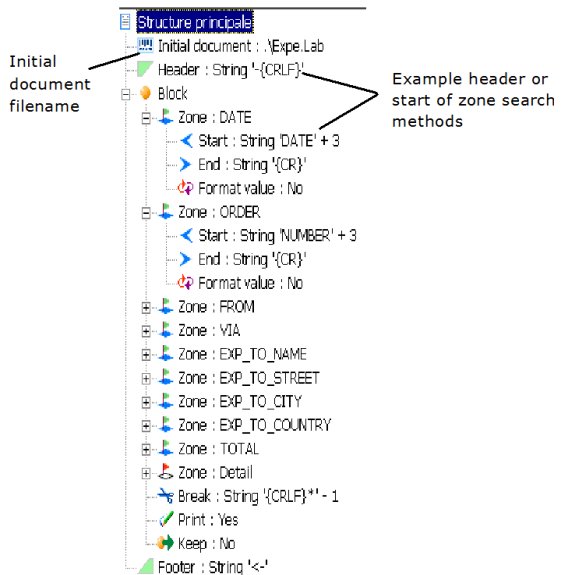 Structure principale
Initial document : .\Expe.Lab
Header : String '-{CRLF}'
Block
Zone : DATE
Start : String 'DATE' + 3
End : String '{CR}'
Format value : No
Zone : ORDER
Start : String 'NUMBER' + 3
End : String '{CR}'
Format value : No
Zone : FROM
Zone : VIA
Zone : EXP_TO_NAME
Zone : EXP_TO_STREET
Zone : EXP_TO_CITY
Zone : EXP_TO_COUNTRY
Zone : TOTAL
Zone : Detail
Break : String '{CRLF}*' - 1
Print : Yes
Keep : No
Footer : String '<-'
Initial
document
filename
Example header or
start of zone search
methods